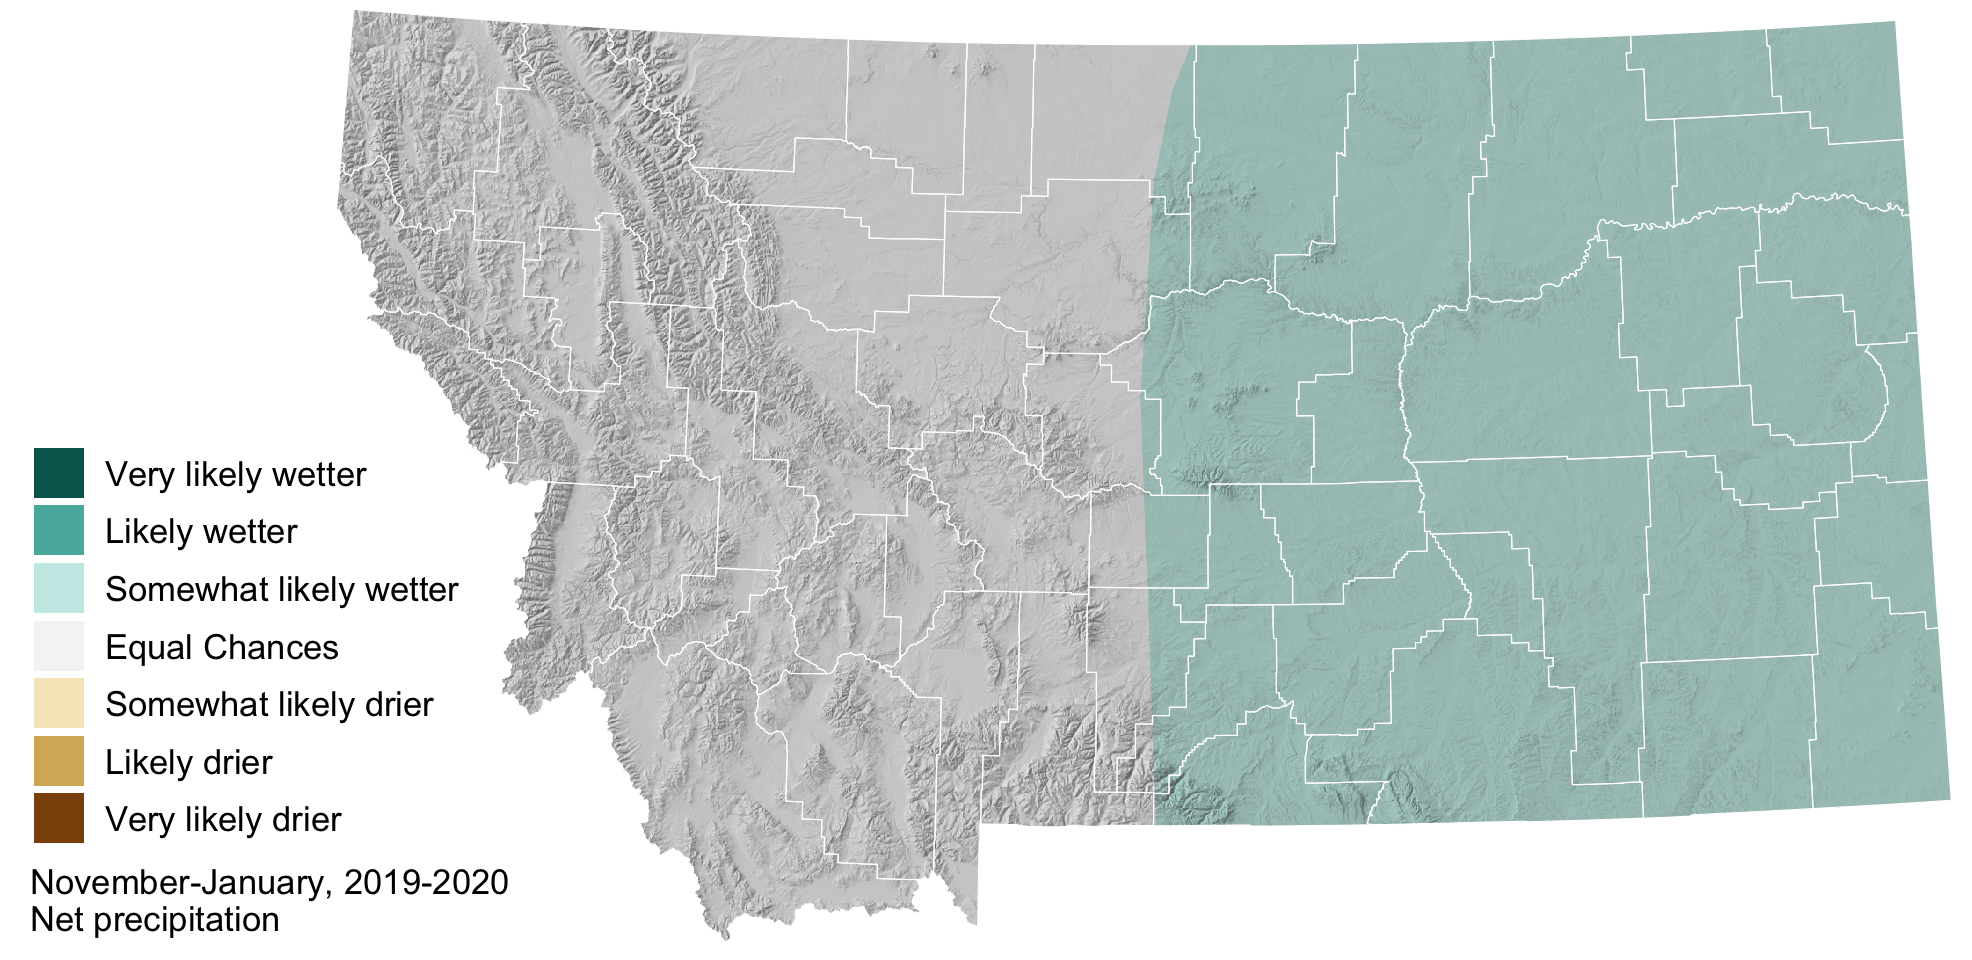 Very likely wetter
Likely wetter
Somewhat likely wetter
Equal Chances
Somewhat likely drier
Likely drier
Very likely drier
November-January, 2019-2020
Net precipitation